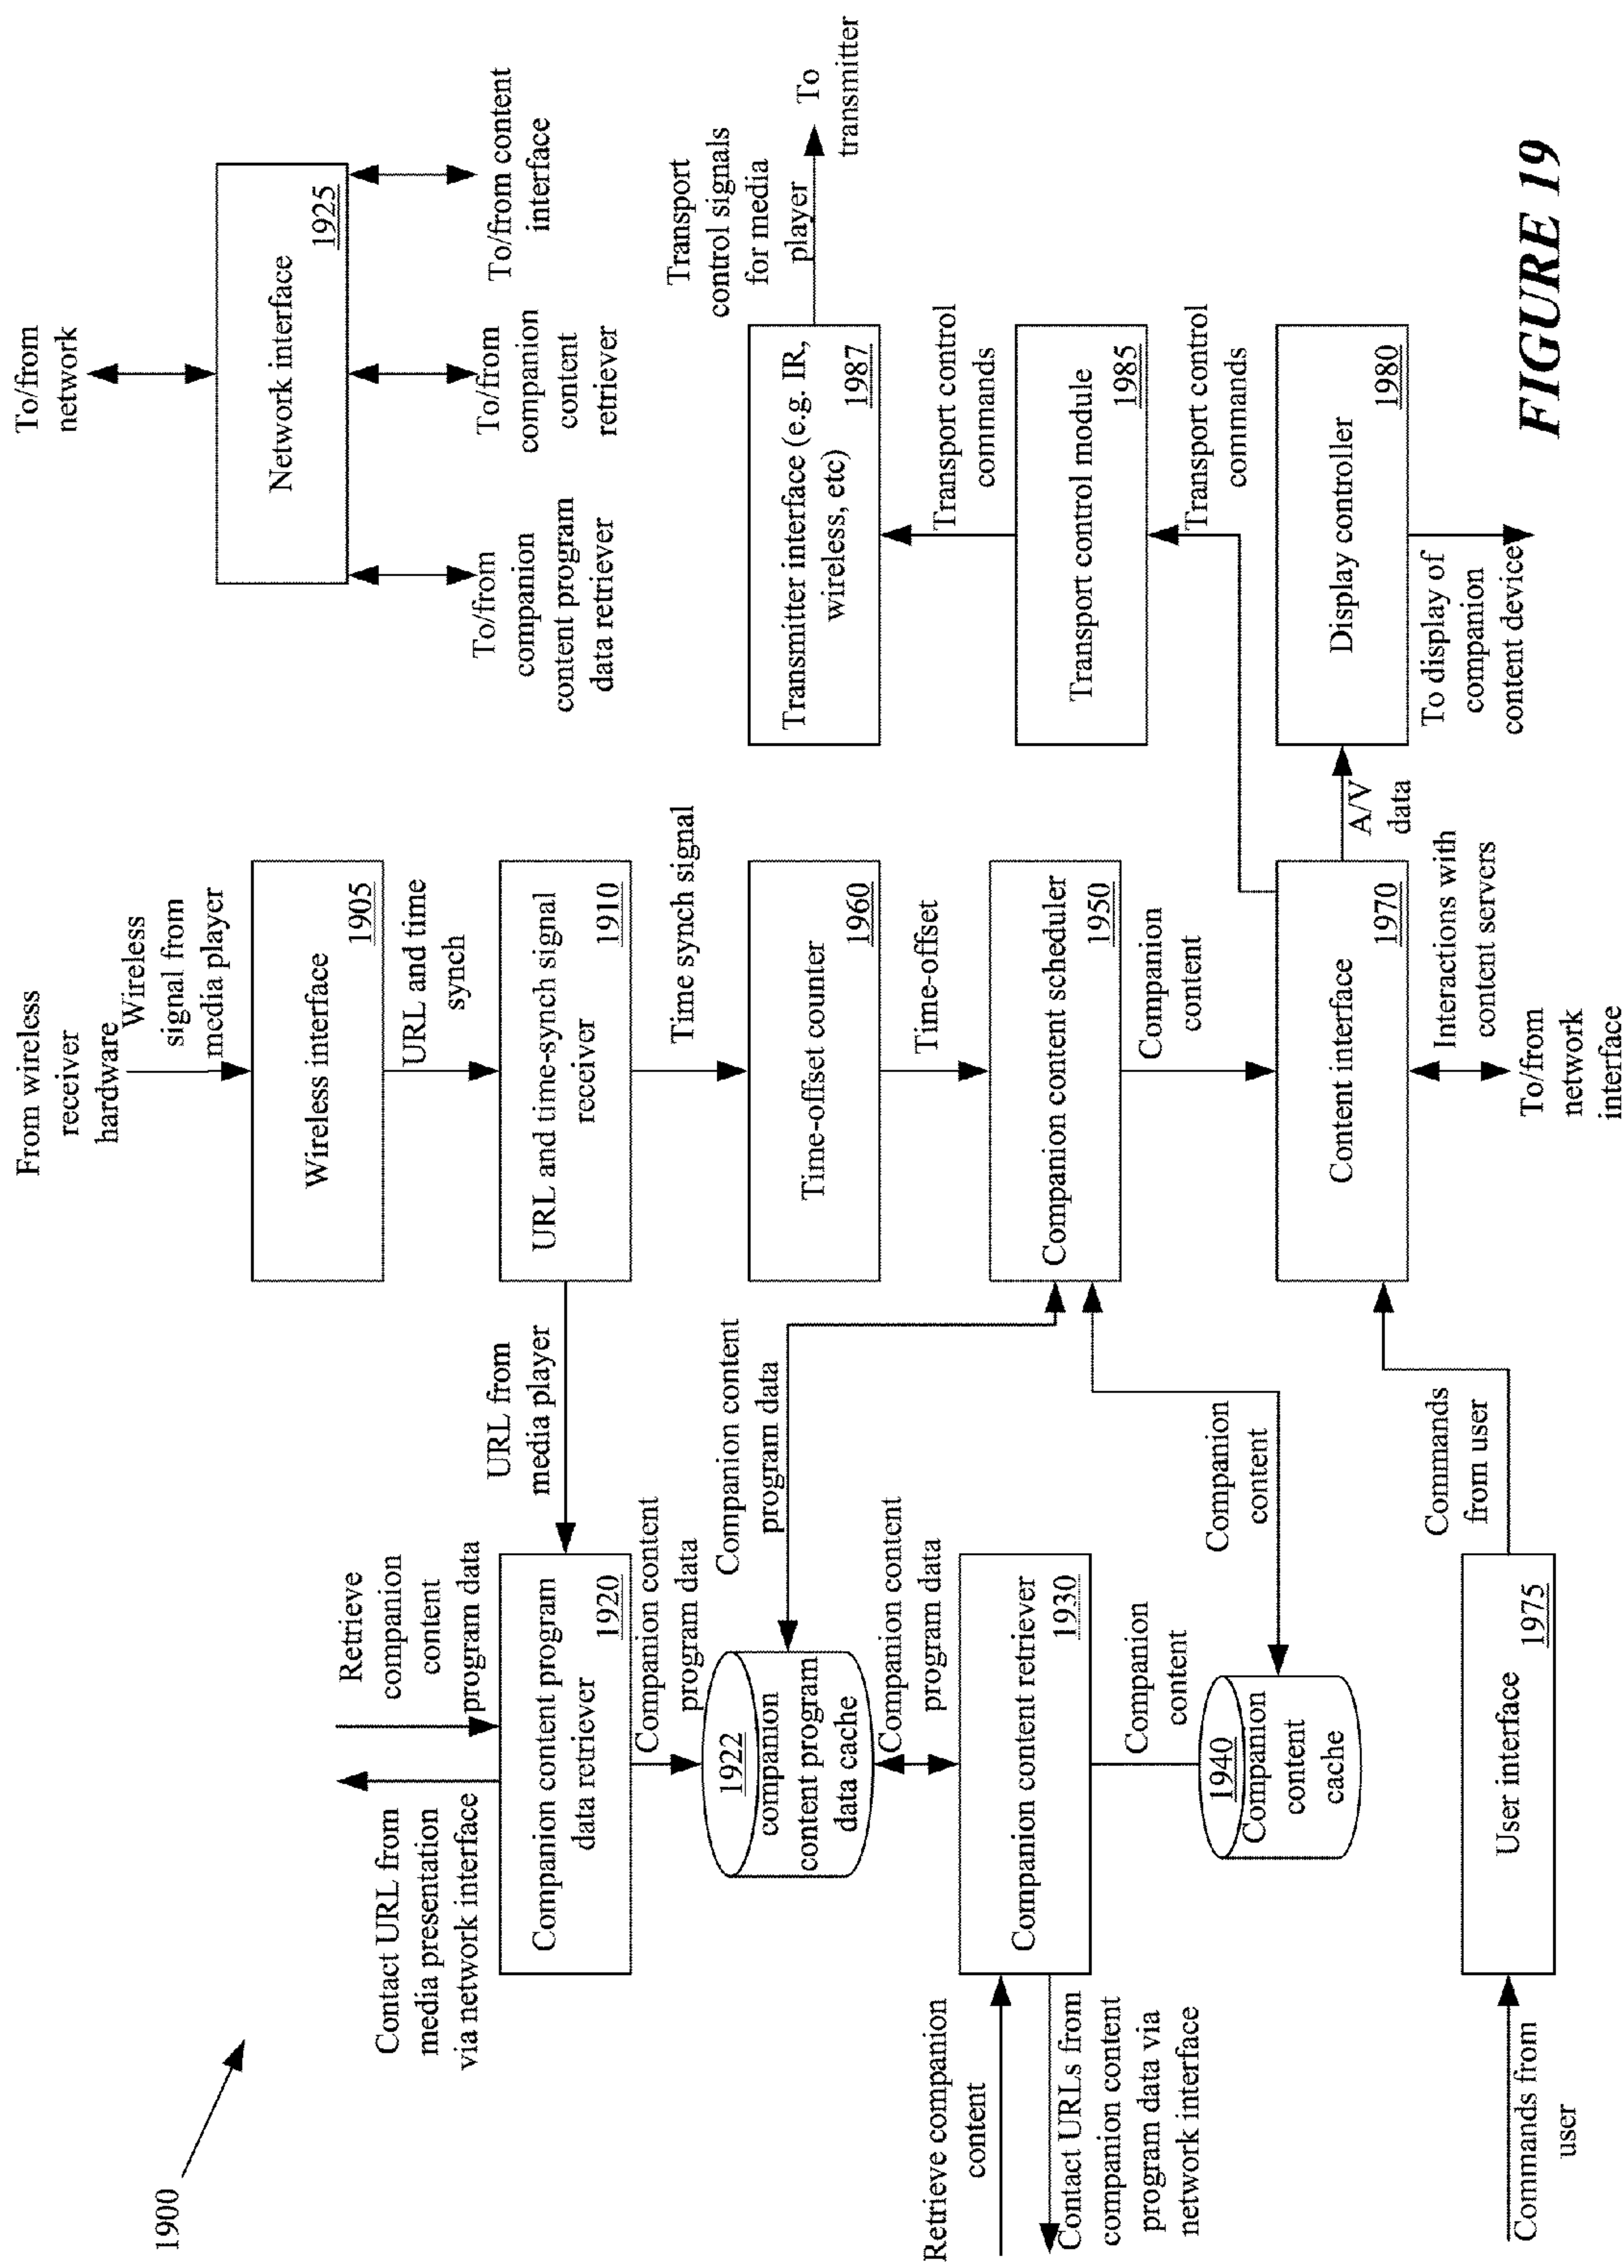 1900
From wireless
receiver
hardware
Wireless
signal from
media player
Wireless interface
1905
URL and time
synch
URL and time-synch signal
receiver
1910
Time synch signal
Time-offset counter
1960
Time-offset
Companion content scheduler
1950
Companion
content
Content interface
1970
Interactions with
content servers
To/from
network
interface
To/from
network
Network interface
1925
To/from
companion
content program
data retriever
To/from
companion
content
retriever
To/from content
interface
Contact URL from
media presentation
via network interface
Retrieve
companion
content
program data
URL from
media player
Companion content program
data retriever
1920
Companion content
program data
1922
companion
content program
data cache
Companion content
program data
Companion content
program data
Companion content retriever
1930
Retrieve companion
content
Contact URLs from
companion content
program data via
network interface
Companion
content
1940
Companion
content
cache
Companion
content
Commands from
user
User interface
1975
Commands
from user
Transport
control signals
for media
player
To
transmitter
Transmitter interface (e.g. IR,
wireless, etc)
1987
Transport control
commands
Transport control module
1985
Transport control
commands
A/V
data
Display controller
1980
To display of
companion
content device
FIGURE 19